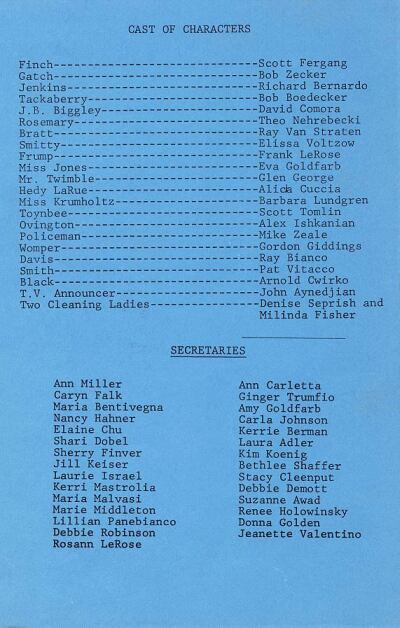 CAST OF CHARACTERS
Finch-----------------------------Scott Fergang
Gatch-----------------------------Bob Zecker
Jenkins---------------------------Richard Bernardo
Tackaberry------------------------Bob Boedecker
J.B. Biggley----------------------David Comora
Rosemary--------------------------Theo Nehrebecki
Bratt-----------------------------Ray Van Straten
Smitty----------------------------Elissa Voltzow
Frump-----------------------------Frank LeRose
Miss Jones------------------------Eva Goldfarb
Mr. Twimble-----------------------Glen George
Hedy LaRue------------------------Alicia Cuccia
Miss Krumholtz--------------------Barbara Lundgren
Toynbee---------------------------Scott Tomlin
Ovington--------------------------Alex Ishkanian
Policeman-------------------------Mike Zeale
Womper----------------------------Gordon Giddings
Davis-----------------------------Ray Bianco
Smith-----------------------------Pat Vitacco
Black-----------------------------Arnold Cwirko
T.V. Announcer--------------------John Aynedjian
Two Cleaning Ladies---------------Denise Seprish and
Milinda Fisher
SECRETARIES
Ann Miller
Caryn Falk
Maria Bentivegna
Nancy Hahner
Elaine Chu
Shari Dobel
Sherry Finver
Jill Keiser
Laurie Israel
Kerri Mastrolia
Maria Malvasi
Marie Middleton
Lillian Panebianco
Debbie Robinson
Rosann LeRose
Ann Carletta
Ginger Trumfio
Amy Goldfarb
Carla Johnson
Kerrie Berman
Laura Adler
Kim Koenig
Bethlee Shaffer
Stacy Cleenput
Debbie Demott
Suzanne Awad
Renee Holowinsky
Donna Golden
Jeanette Valentino